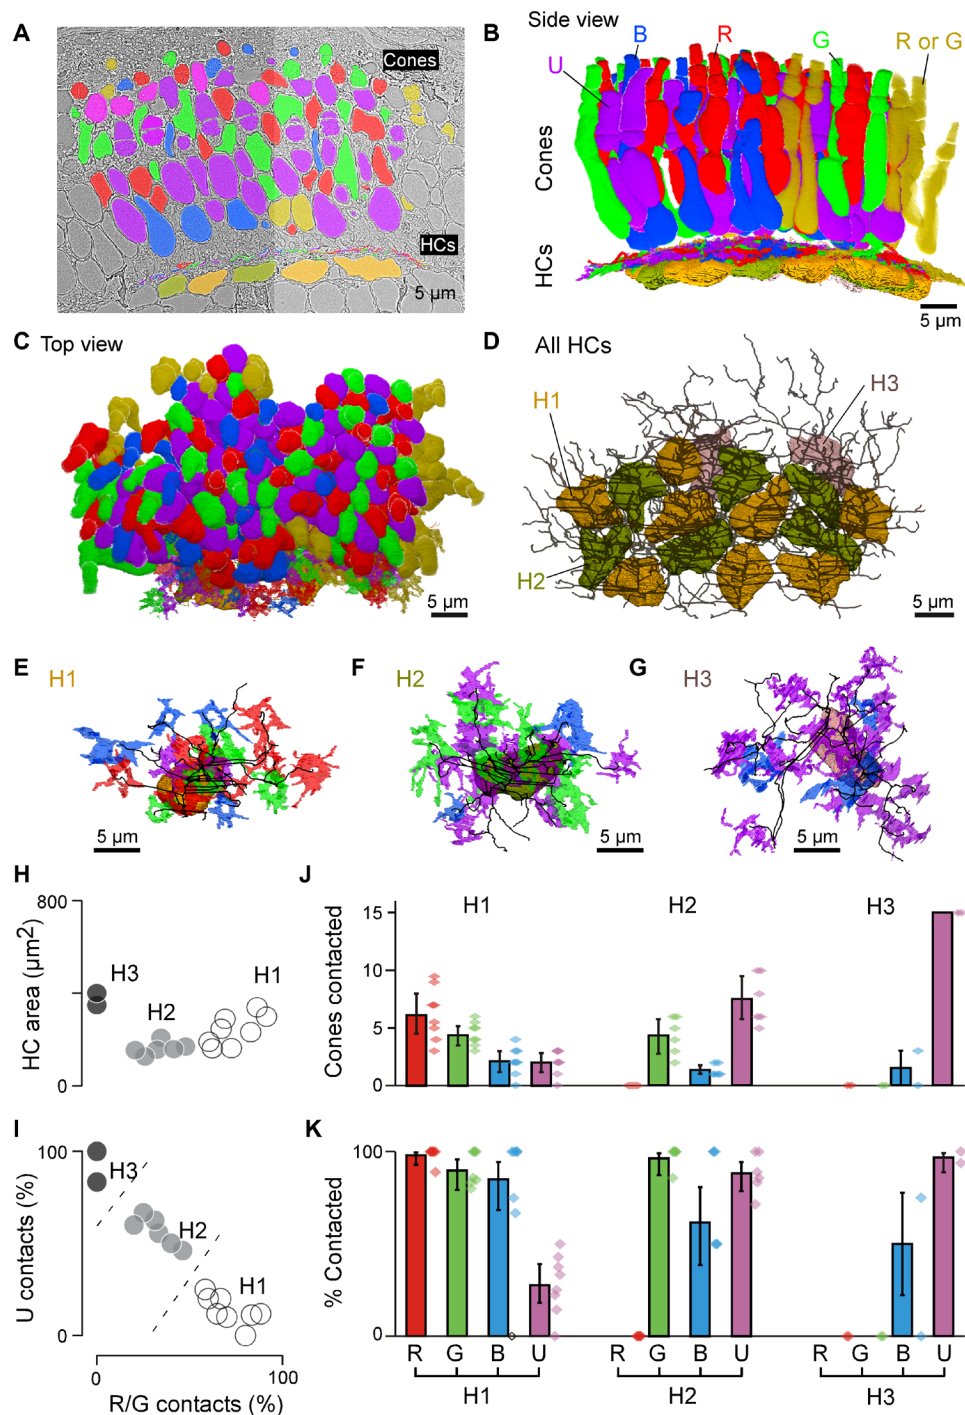 A
Cones
HCs
5 µm
B
Side view
U
B
R
G
R or G
Cones
HCs
5 µm
C
Top view
5 µm
D
All HCs
H1
H3
H2
5 µm
E
H1
5 µm
F
H2
5 µm
G
H3
5 µm
H
HC area (µm²)
800
0
H3
H2
H1
I
U contacts (%)
100
0
H3
H2
H1
0
100
R/G contacts (%)
J
H1
H2
H3
Cones contacted
15
10
5
0
K
% Contacted
100
0
R G B U
R G B U
R G B U
H1
H2
H3